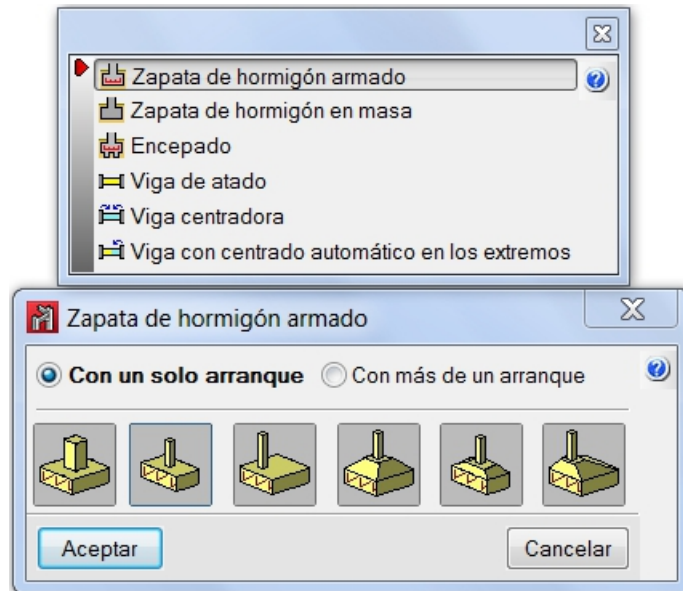 Zapata de hormigón armado
Zapata de hormigón en masa
Encepado
Viga de atado
Viga centradora
Viga con centrado automático en los extremos
Zapata de hormigón armado
Con un solo arranque Con más de un arranque
Aceptar Cancelar